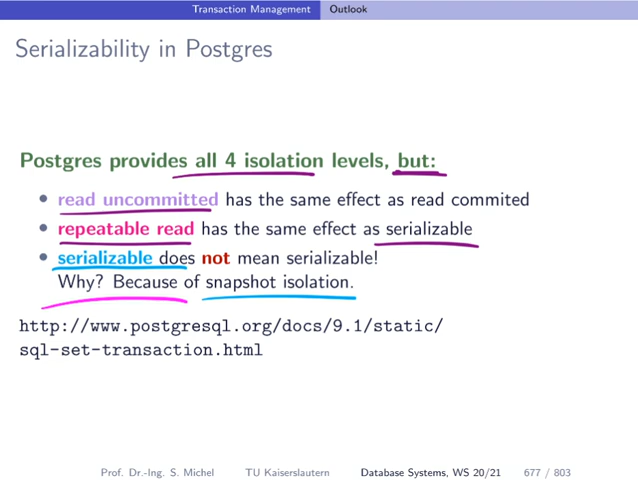 Transaction Management Outlook
Serializability in Postgres
Postgres provides all 4 isolation levels, but:
• read uncommitted has the same effect as read commited
• repeatable read has the same effect as serializable
• serializable does not mean serializable!
Why? Because of snapshot isolation.
http://www.postgresql.org/docs/9.1/static/
sql-set-transaction.html
Prof. Dr.-Ing. S. Michel TU Kaiserslautern Database Systems, WS 20/21 677 / 803